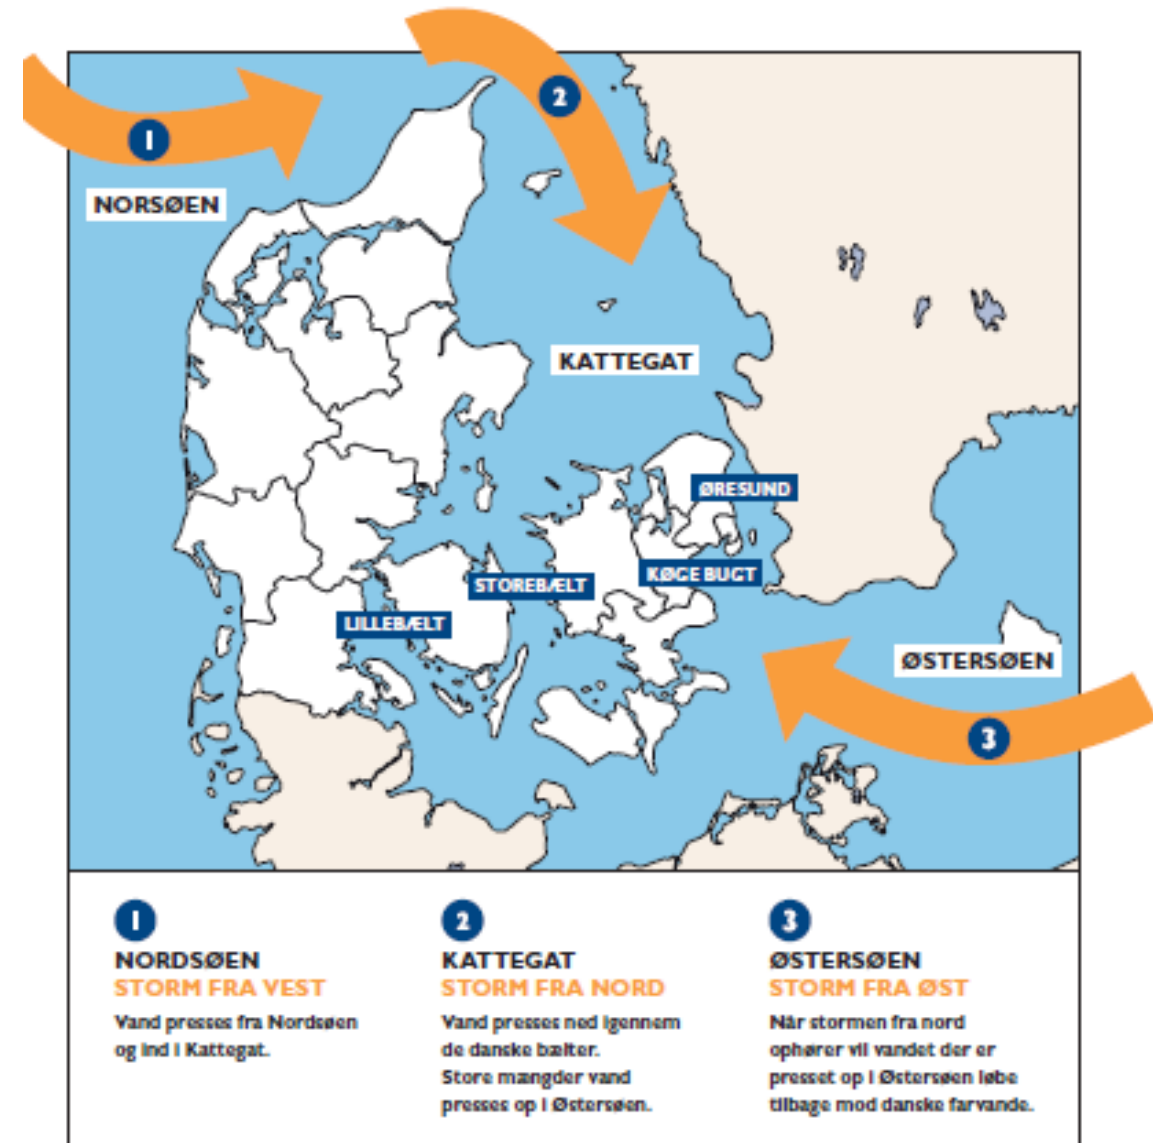 1
2
NORSØEN
KATTEGAT
ØRESUND
KØGE BUGT
STOREBÆLT
LILLEBÆLT
ØSTERSØEN
3
1
NORDSØEN
STORM FRA VEST
Vand presses fra Nordsøen
og ind i Kattegat.
2
KATTEGAT
STORM FRA NORD
Vand presses ned igennem
de danske bælter.
Store mængder vand
presses op i Østersøen.
3
ØSTERSØEN
STORM FRA ØST
Når stormen fra nord
ophører vil vandet der er
presset op i Østersøen løbe
tilbage mod danske farvande.